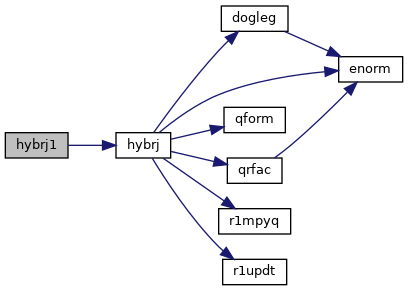 dogleg
enorm
qform
hybrj1
hybrj
qrfac
r1mpyq
r1updt